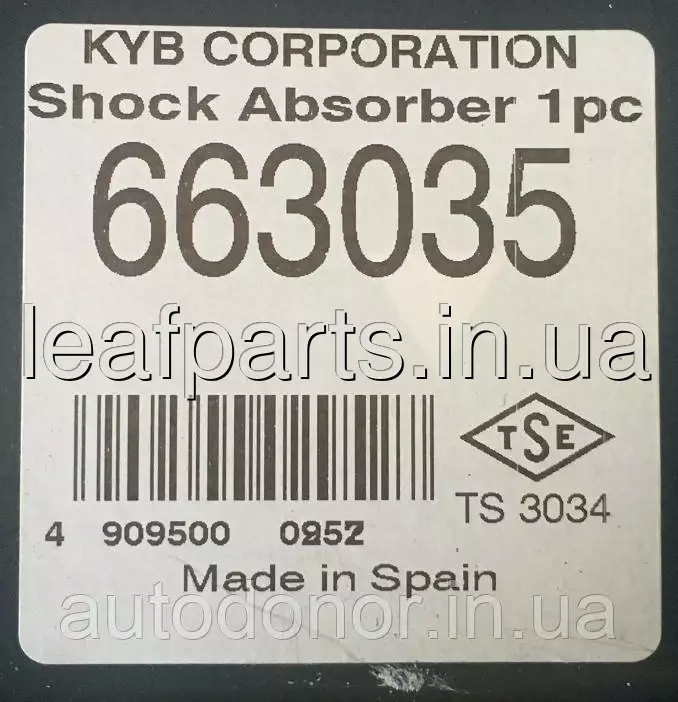 KYB CORPORATION
Shock Absorber 1pc
663035
leafparts.in.ua
TSE
TS 3034
4 909500
Made in Spain
autodonor.in.ua